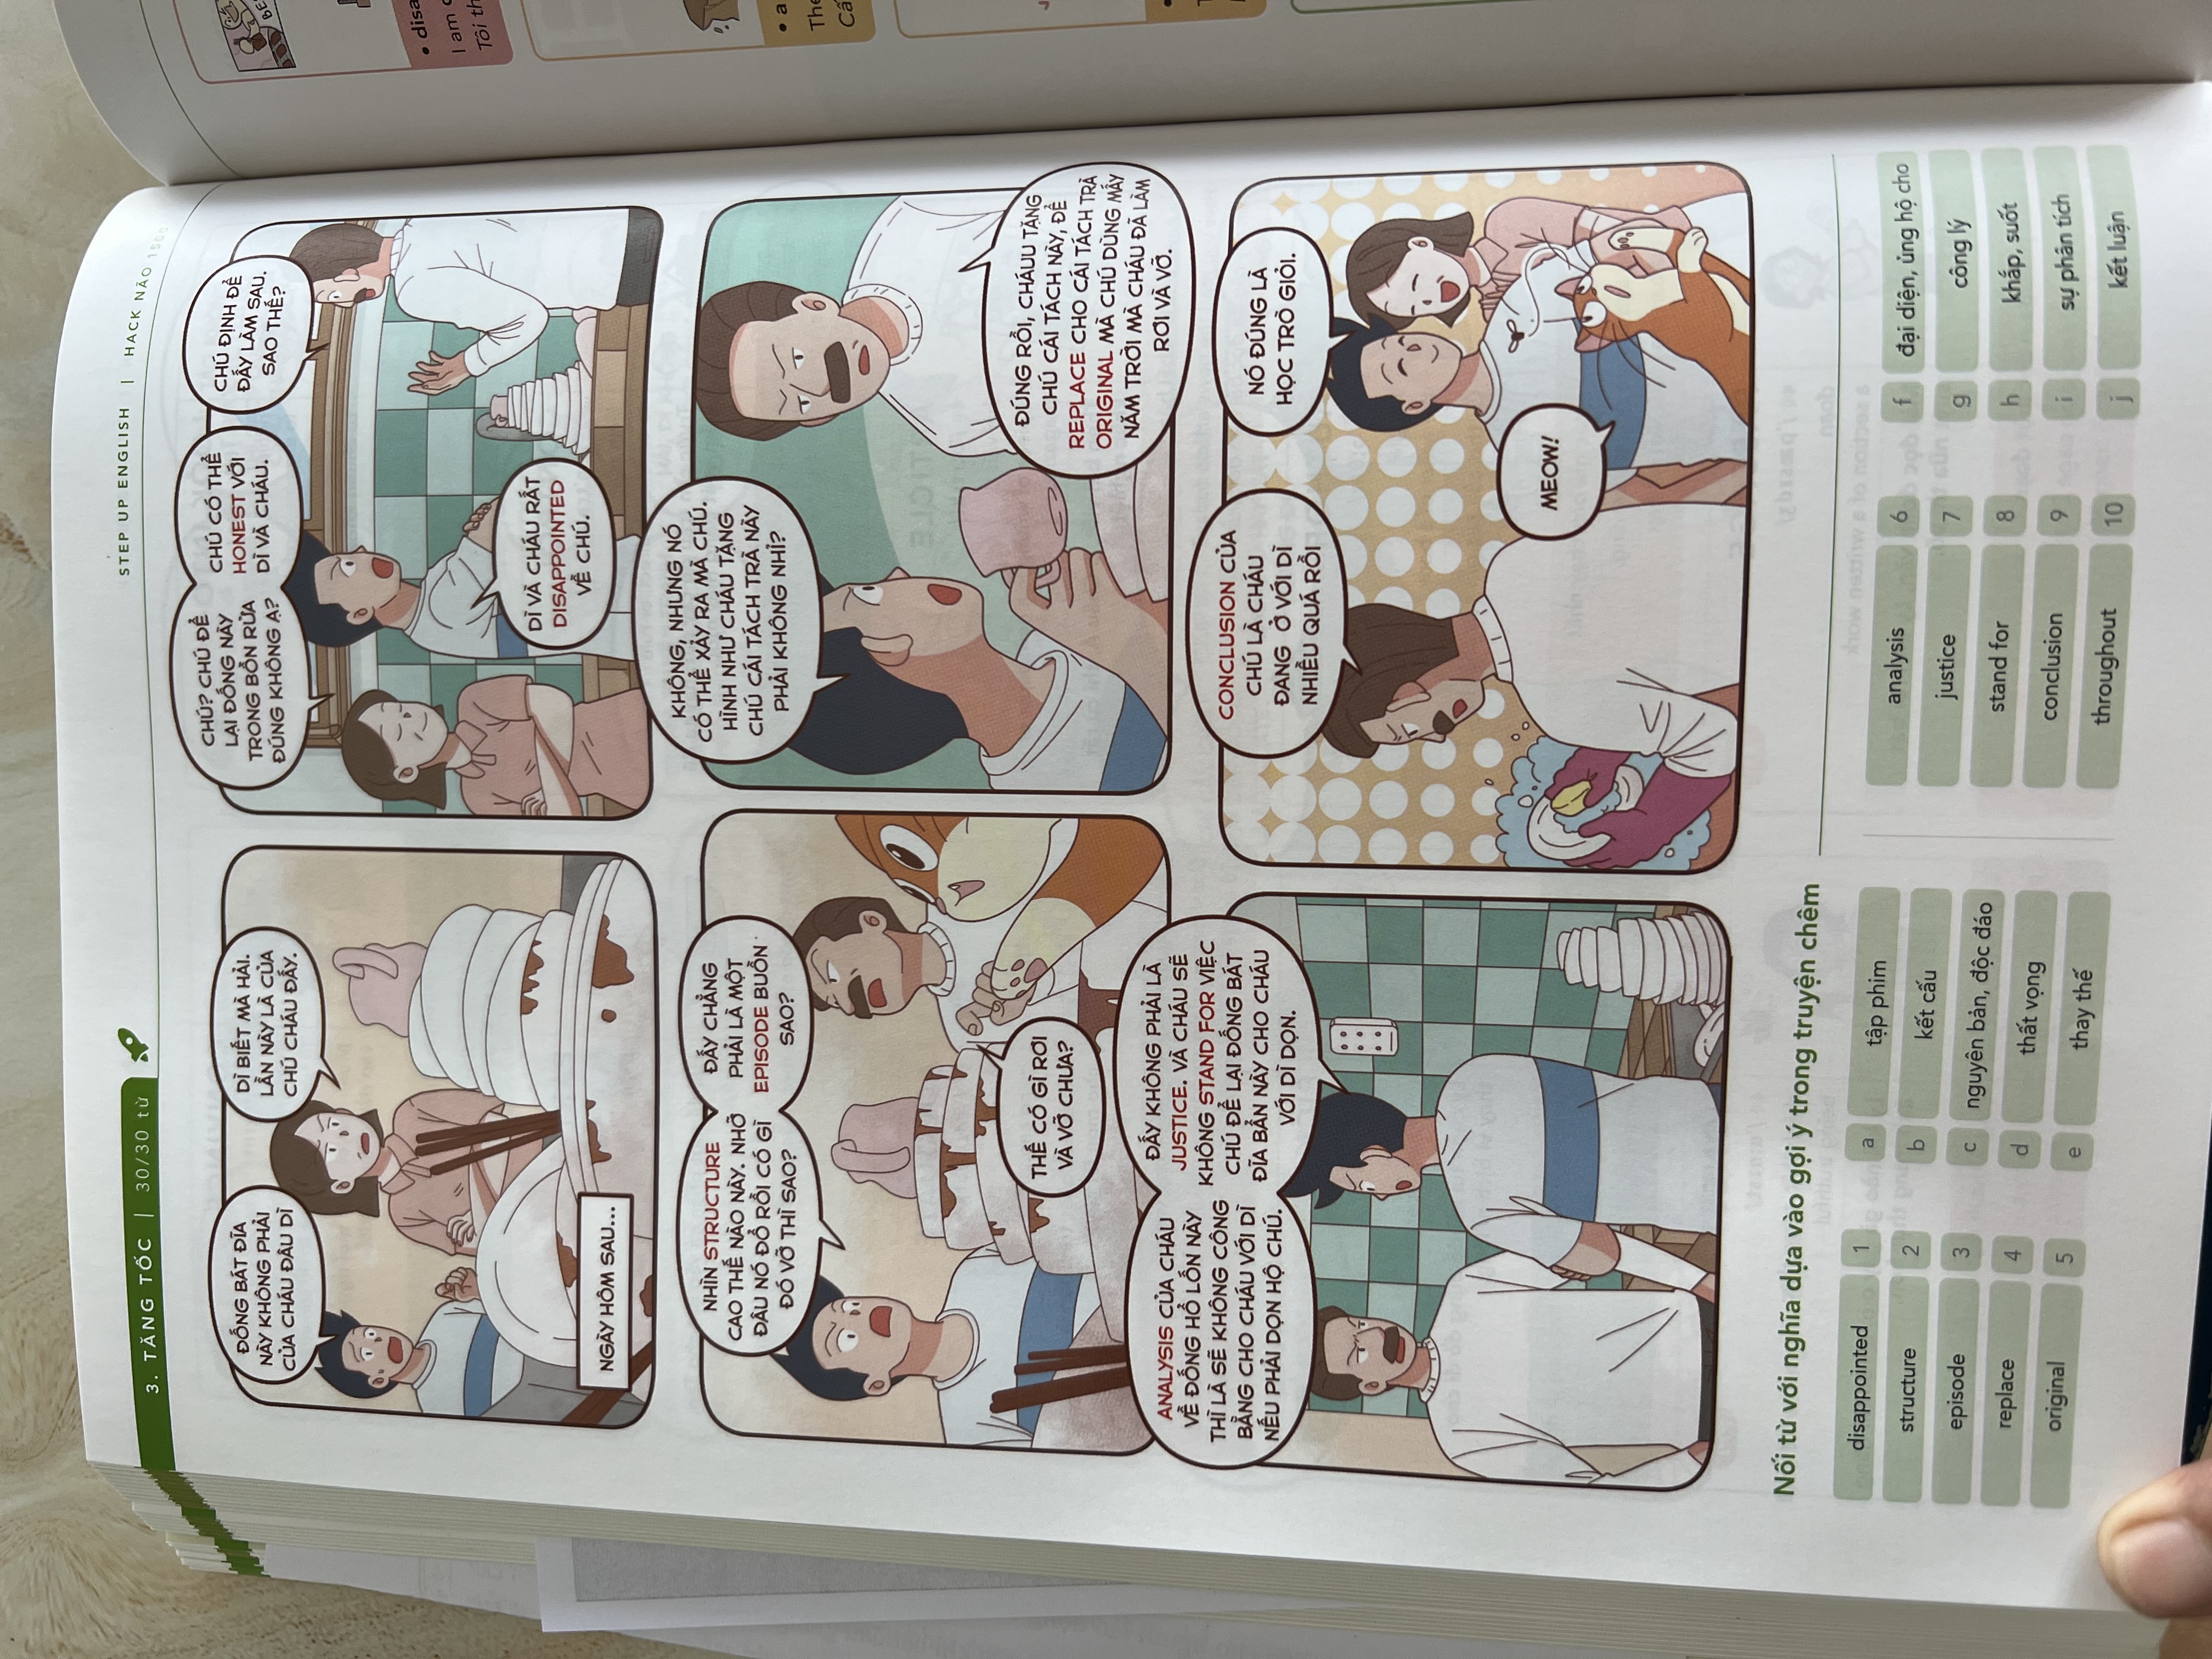 3. TĂNG TỐC | 30/30 từ
STEP UP ENGLISH | HACK NÃO
ĐỐNG BÁT ĐĨA
NÀY KHÔNG PHẢI
CỦA CHÁU ĐÂU DÌ
DÌ BIẾT MÀ HẢI.
LẦN NÀY LÀ CỦA
CHÚ CHÁU ĐẤY.
NGÀY HÔM SAU...
CHÚ? CHÚ ĐỂ
LẠI ĐỐNG NÀY
TRONG BỒN RỬA
ĐÚNG KHÔNG Ạ?
CHÚ CÓ THỂ
HONEST VỚI
DÌ VÀ CHÁU.
CHÚ ĐỊNH ĐỂ
ĐẤY LÀM SAU.
SAO THẾ?
DÌ VÀ CHÁU RẤT
DISAPPOINTED
VỀ CHÚ.
NHÌN STRUCTURE
CAO THẾ NÀO NÀY. NHỠ
ĐÂU NÓ ĐỔ RỒI CÓ GÌ
ĐÓ VỠ THÌ SAO?
ĐẤY CHẲNG
PHẢI LÀ MỘT
EPISODE BUỒN
SAO?
THẾ CÓ GÌ RƠI
VÀ VỠ CHƯA?
KHÔNG, NHƯNG NÓ
CÓ THỂ XẢY RA MÀ CHÚ.
HÌNH NHƯ CHÁU TẶNG
CHÚ CÁI TÁCH TRÀ NÀY
PHẢI KHÔNG NHỈ?
ĐÚNG RỒI, CHÁUU TẶNG
CHÚ CÁI TÁCH NÀY, ĐỂ
REPLACE CHO CÁI TÁCH TRÀ
ORIGINAL MÀ CHÚ DÙNG MẤY
NĂM TRỜI MÀ CHÁU ĐÃ LÀM
RƠI VÀ VỠ.
ANALYSIS CỦA CHÁU
VỀ ĐỐNG HỔ LỐN NÀY
THÌ LÀ SẼ KHÔNG CÔNG
BẰNG CHO CHÁU VỚI DÌ
NẾU PHẢI DỌN HỘ CHÚ.
ĐẤY KHÔNG PHẢI LÀ
JUSTICE. VÀ CHÁU SẼ
KHÔNG STAND FOR VIỆC
CHÚ ĐỂ LẠI ĐỐNG BÁT
ĐĨA BẨN NÀY CHO CHÁU
VỚI DÌ DỌN.
CONCLUSION CỦA
CHÚ LÀ CHÁU
ĐANG Ở VỚI DÌ
NHIỀU QUÁ RỒI
NÓ ĐÚNG LÀ
HỌC TRÒ GIỎI.
MEOW!
Nối từ với nghĩa dựa vào gợi ý trong truyện chêm
disappointed 1 a tập phim
structure 2 b kết cấu
episode 3 c nguyên bản, độc đáo
replace 4 d thất vọng
original 5 e thay thế
analysis 6 f đại diện, ủng hộ cho
justice 7 g công lý
stand for 8 h khắp, suốt
conclusion 9 i sự phân tích
throughout 10 j kết luận
• disa
I am
Tôi th
• a
The
Cấ